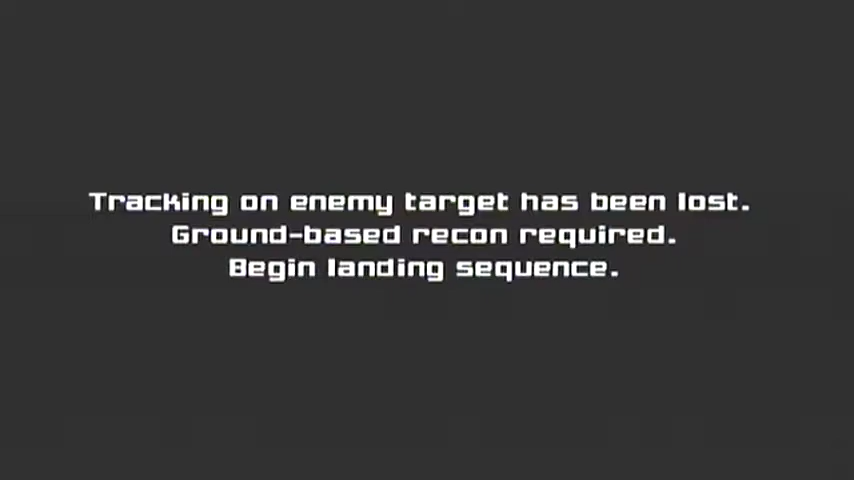 Tracking on enemy target has been lost.
Ground-based recon required.
Begin landing sequence.